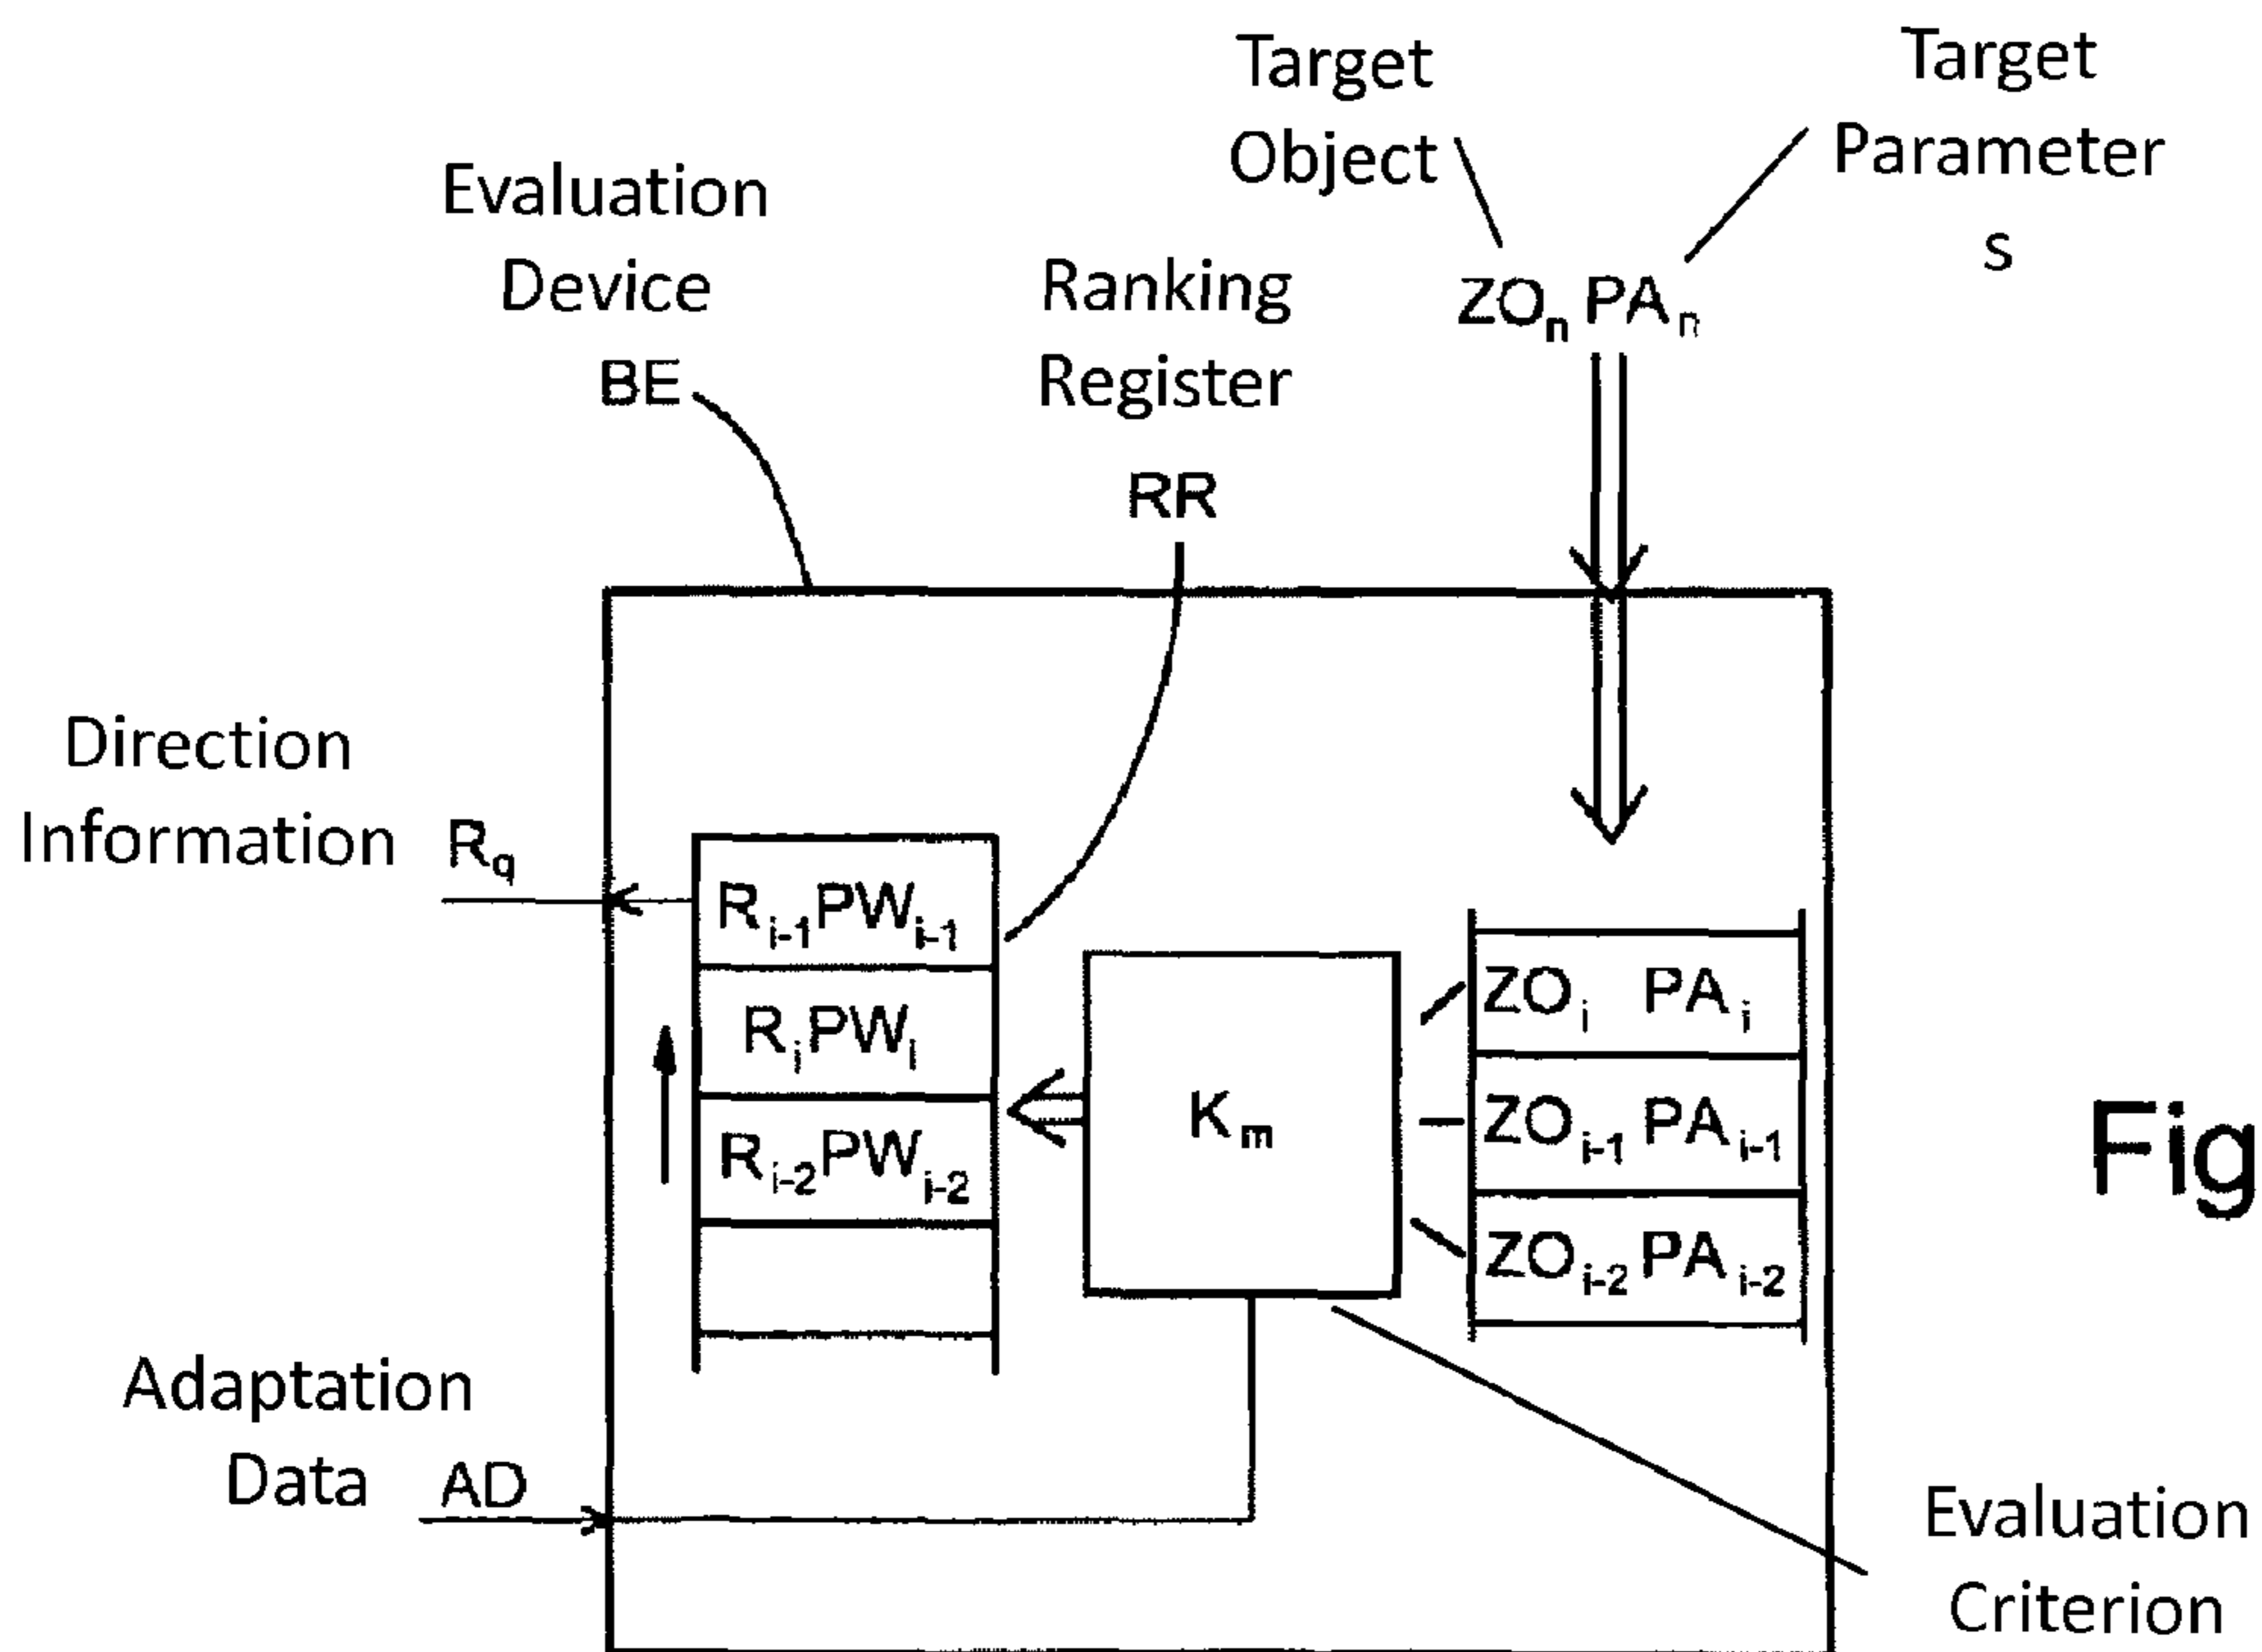 Target
Object
Target
Parameter
s
Evaluation
Device
BE
Ranking
Register
RR
ZOn PAn
Direction
Information
Rq
Ri-1PWi-1
RiPWi
Ri-2PWi-2
Km
ZOi PAi
ZOi-1 PAi-1
ZOi-2 PAi-2
Fig
Adaptation
Data
AD
Evaluation
Criterion